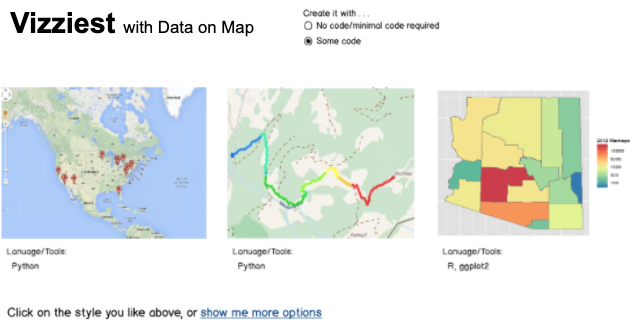 Vizziest with Data on Map
Create it with . . .
No code/minimal code required
Some code
Lanuage/Tools:
Python
Lanuage/Tools:
Python
Lanuage/Tools:
R, ggplot2
Click on the style you like above, or show me more options